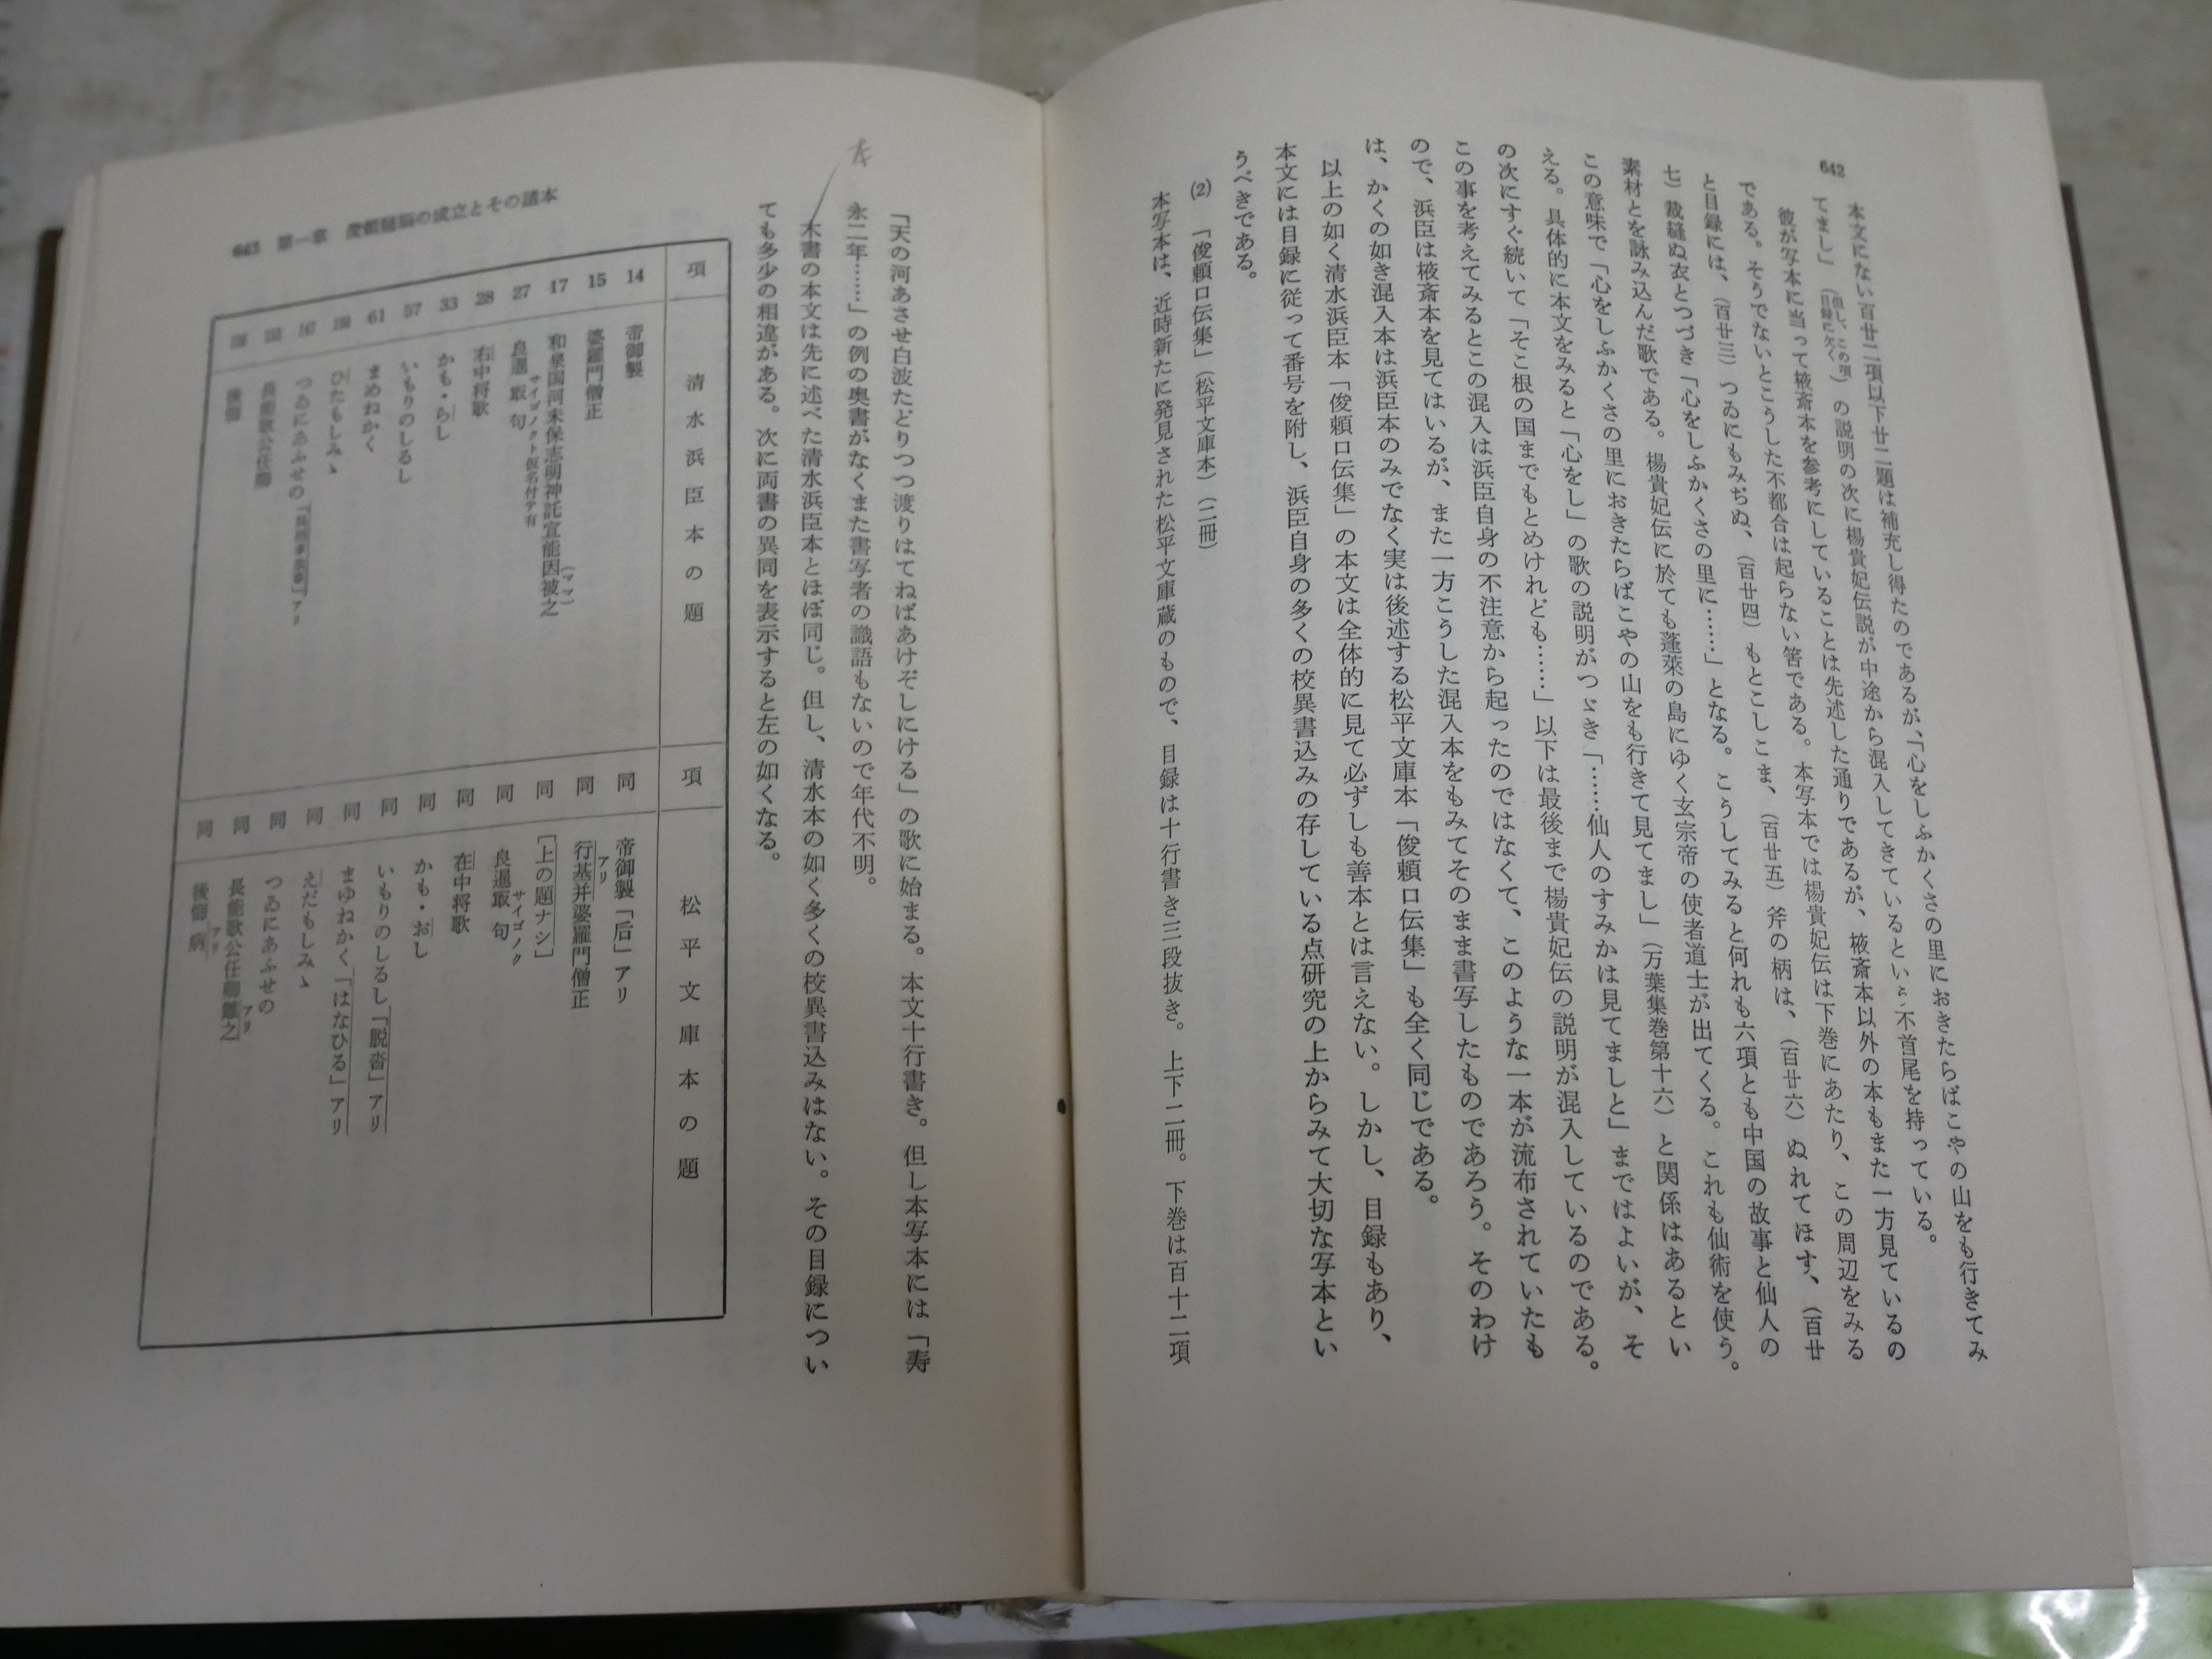 642
本文にない百廿二項以下廿二題は補充し得たのであるが、「心をしふかくさの里におきたらばこやの山をも行きてみ
てまし」（但し、この項目録に欠く。）の説明の次に楊貴妃伝説が中途から混入してきているという不首尾を持っている。
彼が写本に当って棭斎本を参考にしていることは先述した通りであるが、棭斎本以外の本もまた一方見ているの
である。そうでないとこうした不都合は起らない筈である。本写本では楊貴妃伝は下巻にあたり、この周辺をみる
と目録には、（百廿三）つゐにもみぢぬ、（百廿四）もとこしこま、（百廿五）斧の柄は、（百廿六）ぬれてほす、（百廿
七）裁縫ぬ衣とつづき「心をしふかくさの里に……」となる。こうしてみると何れも六項とも中国の故事と仙人の
素材とを詠み込んだ歌である。楊貴妃伝に於ても蓬萊の島にゆく玄宗帝の使者道士が出てくる。これも仙術を使う。
この意味で「心をしふかくさの里におきたらばこやの山をも行きて見てまし」（万葉集巻第十六）と関係はあるとい
える。具体的に本文をみると「心をし」の歌の説明がつゞき「……仙人のすみかは見てましと」まではよいが、そ
の次にすぐ続いて「そこ根の国までもとめけれども……」以下は最後まで楊貴妃伝の説明が混入しているのである。
この事を考えてみるとこの混入は浜臣自身の不注意から起ったのではなくて、このような一本が流布されていたも
ので、浜臣は棭斎本を見てはいるが、また一方こうした混入本をもみてそのまま書写したものであろう。そのわけ
は、かくの如き混入本は浜臣本のみでなく実は後述する松平文庫本「俊頼口伝集」も全く同じである。
以上の如く清水浜臣本「俊頼口伝集」の本文は全体的に見て必ずしも善本とは言えない。しかし、目録もあり、
本文には目録に従って番号を附し、浜臣自身の多くの校異書込みの存している点研究の上からみて大切な写本とい
うべきである。
(2) 「俊頼口伝集」（松平文庫本）（二冊）
本写本は、近時新たに発見された松平文庫蔵のもので、目録は十行書き三段抜き。上下二冊。下巻は百十二項
643 第一章 俊頼髄脳の成立とその諸本
「天の河あさせ白波たどりつつ渡りはてねばあけぞしにける」の歌に始まる。本文十行書き。但し本写本には「寿
永二年……」の例の奥書がなくまた書写者の識語もないので年代不明。
本
木書の本文は先に述べた清水浜臣本とほぼ同じ。但し、清水本の如く多くの校異書込みはない。その目録につい
ても多少の相違がある。次に両書の異同を表示すると左の如くなる。
項 清水浜臣本の題 項 松平文庫本の題
14 帝御製 同 帝御製「后」アリ
15 婆羅門僧正 同 行基并婆羅門僧正 アリ
17 和泉国河末保志明神託宣能因被之（ママ） 同 ［上の題ナシ］
27 良暹 取 句 サイゴノクト仮名付テ有 同 良暹取 句 サイゴノク
28 右中将歌 同 在中将歌
33 かも・らし 同 かも・おし
57 いもりのしるし 同 いもりのしるし「脱沓」アリ
61 まめねかく 同 まゆねかく「はなひる」アリ
ひたもしみゝ 同 えだもしみゝ
つゐにあふせの アリ 同 つゐにあふせの
長能歌公任卿 同 長能歌公任卿難之 アリ
後悔 同 後悔病 アリ